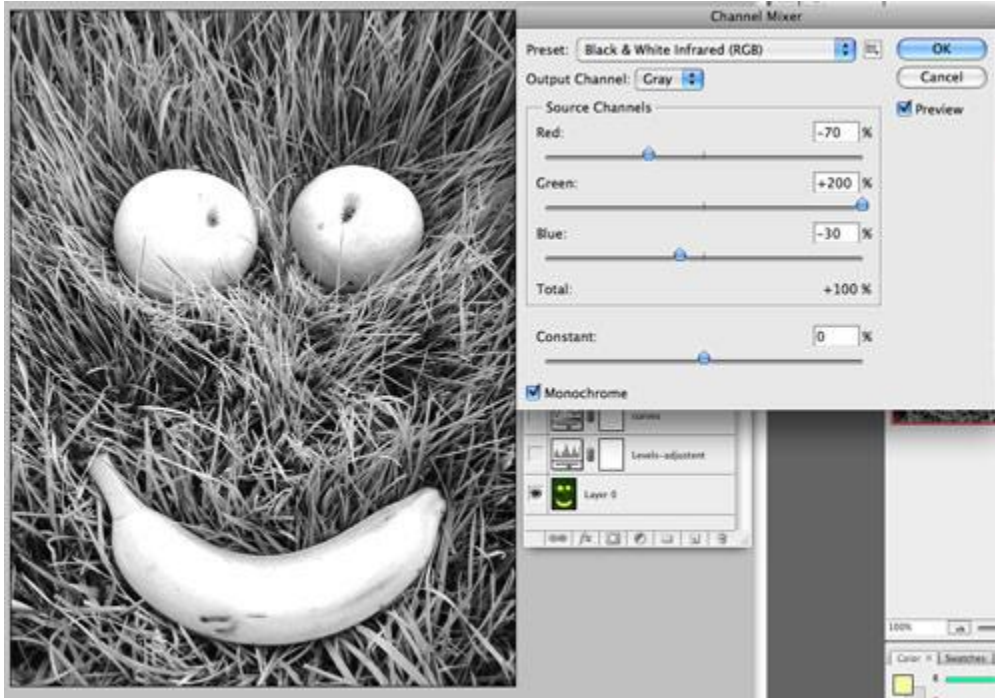 Channel Mixer
Preset: Black & White Infrared (RGB)
OK
Output Channel: Gray
Cancel
Source Channels
Preview
Red: -70 %
Green: +200 %
Blue: -30 %
Total: +100 %
Constant: 0 %
Monochrome
Levels-adjustent
Layer 0
fx
100%
Color × Swatches